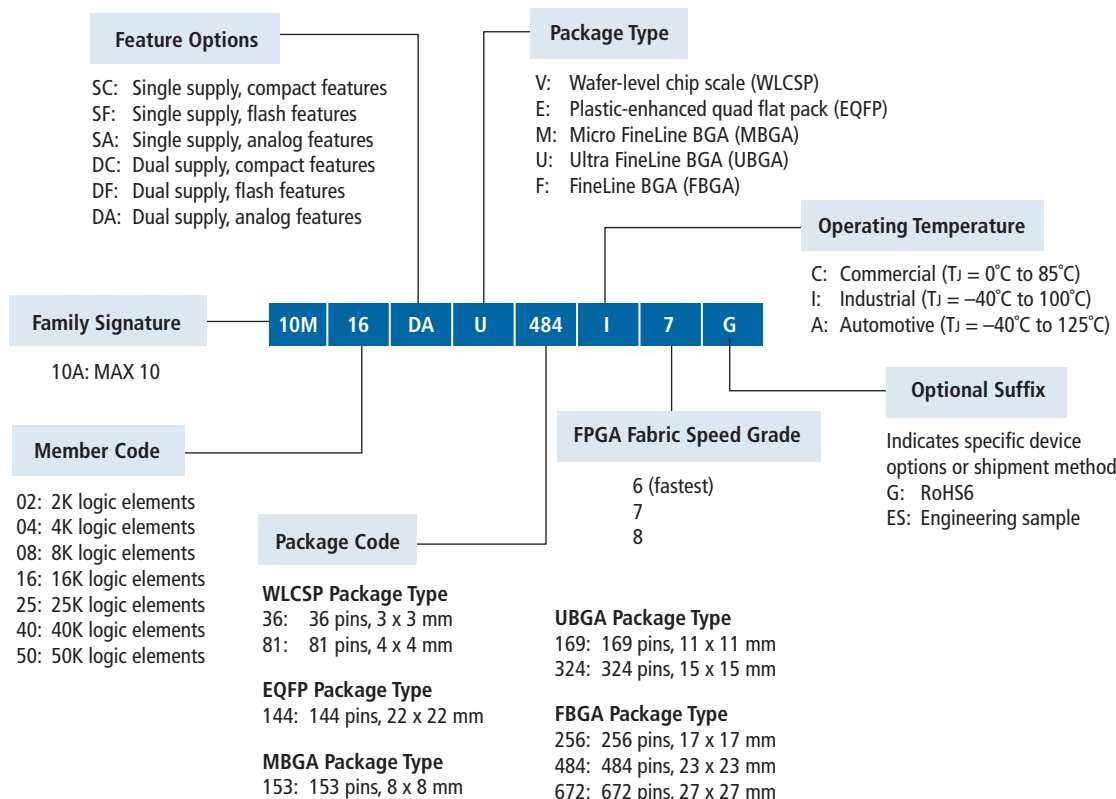 Feature Options
SC: Single supply, compact features
SF: Single supply, flash features
SA: Single supply, analog features
DC: Dual supply, compact features
DF: Dual supply, flash features
DA: Dual supply, analog features
Package Type
V: Wafer-level chip scale (WLCSP)
E: Plastic-enhanced quad flat pack (EQFP)
M: Micro FineLine BGA (MBGA)
U: Ultra FineLine BGA (UBGA)
F: FineLine BGA (FBGA)
Operating Temperature
C: Commercial (TJ = 0˚C to 85˚C)
I: Industrial (TJ = –40˚C to 100˚C)
A: Automotive (TJ = –40˚C to 125˚C)
Family Signature
10A: MAX 10
10M 16 DA U 484 I 7 G
Member Code
02: 2K logic elements
04: 4K logic elements
08: 8K logic elements
16: 16K logic elements
25: 25K logic elements
40: 40K logic elements
50: 50K logic elements
Package Code
WLCSP Package Type
36: 36 pins, 3 x 3 mm
81: 81 pins, 4 x 4 mm
EQFP Package Type
144: 144 pins, 22 x 22 mm
MBGA Package Type
153: 153 pins, 8 x 8 mm
UBGA Package Type
169: 169 pins, 11 x 11 mm
324: 324 pins, 15 x 15 mm
FBGA Package Type
256: 256 pins, 17 x 17 mm
484: 484 pins, 23 x 23 mm
672: 672 pins, 27 x 27 mm
FPGA Fabric Speed Grade
6 (fastest)
7
8
Optional Suffix
Indicates specific device
options or shipment method
G: RoHS6
ES: Engineering sample